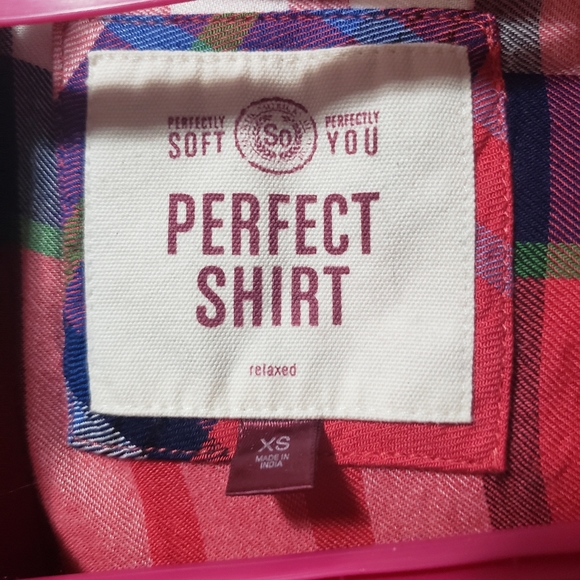 PERFECTLY SOFT
So
PERFECTLY YOU
PERFECT
SHIRT
relaxed
XS
MADE IN
INDIA